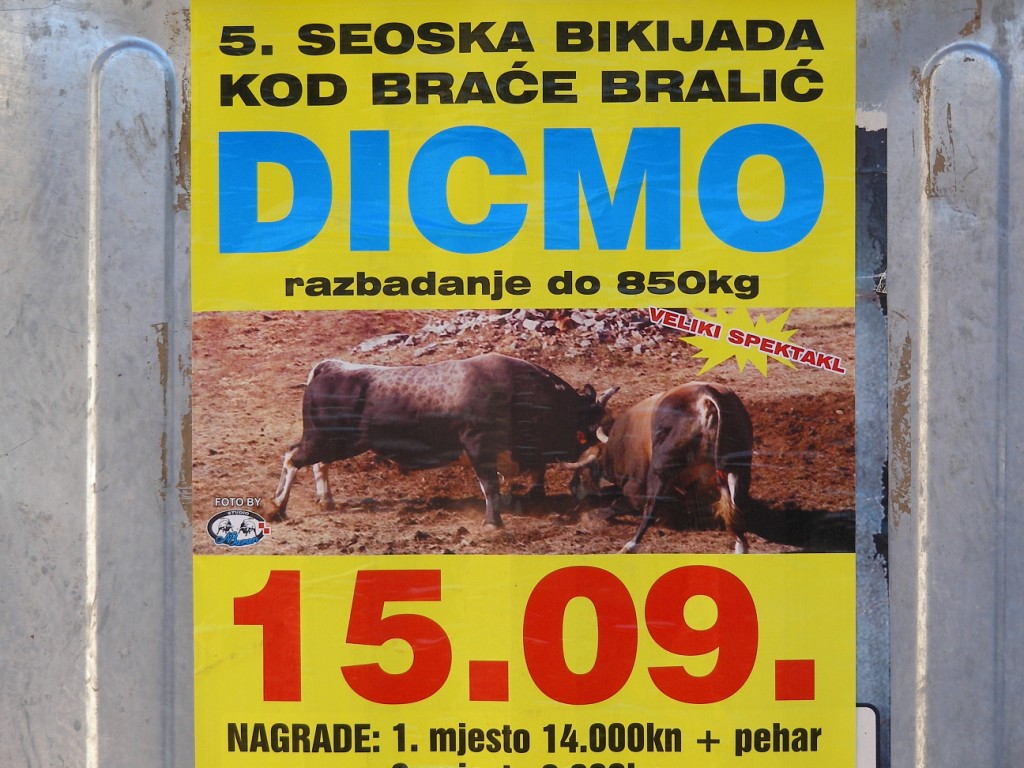 5. SEOSKA BIKIJADA
KOD BRAĆE BRALIĆ
DICMO
razbadanje do 850kg
VELIKI SPEKTAKL
FOTO BY
STUDIO
15.09.
NAGRADE: 1. mjesto 14.000kn + pehar